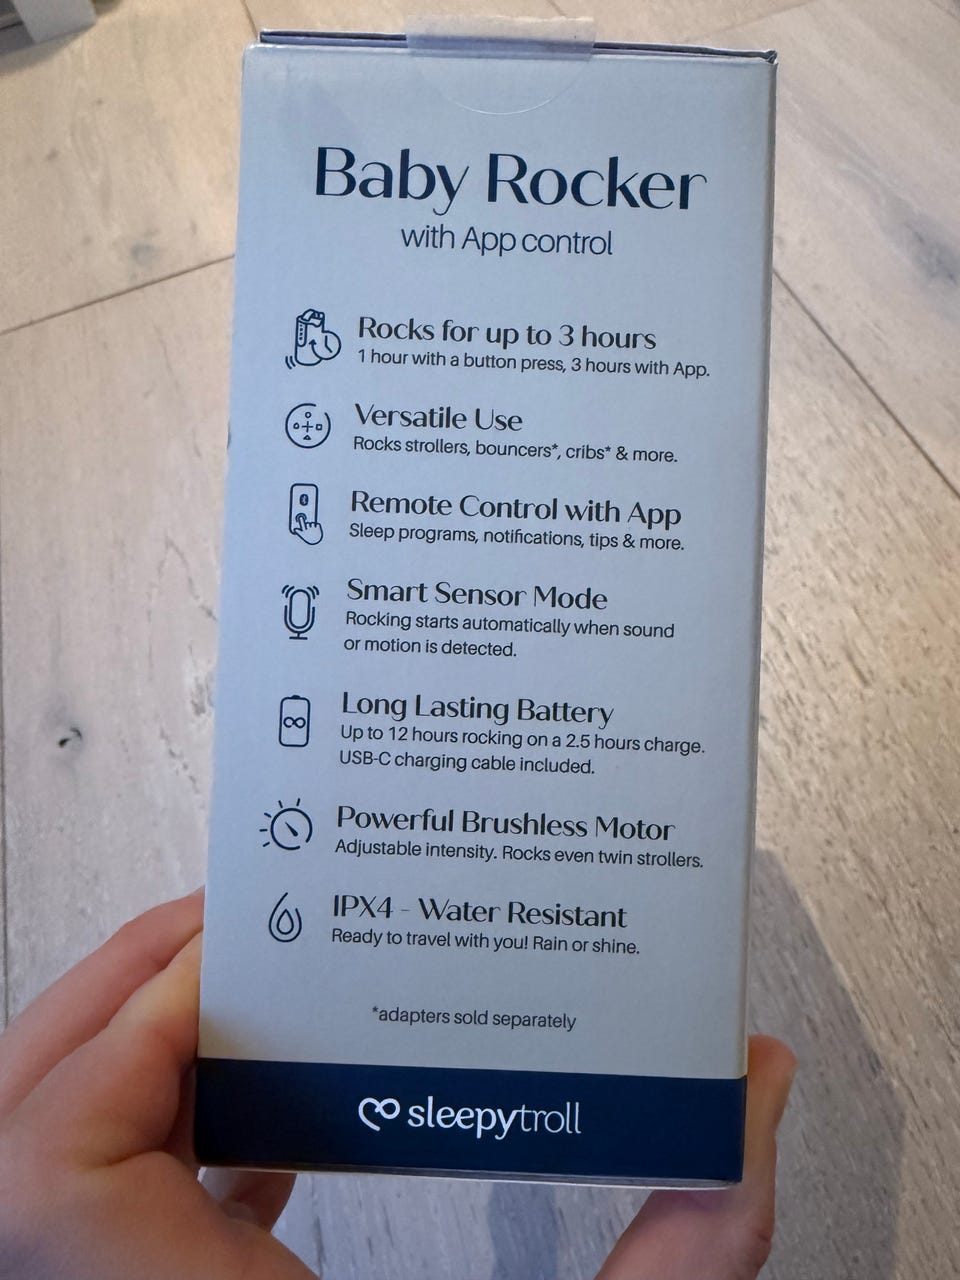 Baby Rocker
with App control
Rocks for up to 3 hours
1 hour with a button press, 3 hours with App.
Versatile Use
Rocks strollers, bouncers*, cribs* & more.
Remote Control with App
Sleep programs, notifications, tips & more.
Smart Sensor Mode
Rocking starts automatically when sound
or motion is detected.
Long Lasting Battery
Up to 12 hours rocking on a 2.5 hours charge.
USB-C charging cable included.
Powerful Brushless Motor
Adjustable intensity. Rocks even twin strollers.
IPX4 - Water Resistant
Ready to travel with you! Rain or shine.
*adapters sold separately
sleepytroll